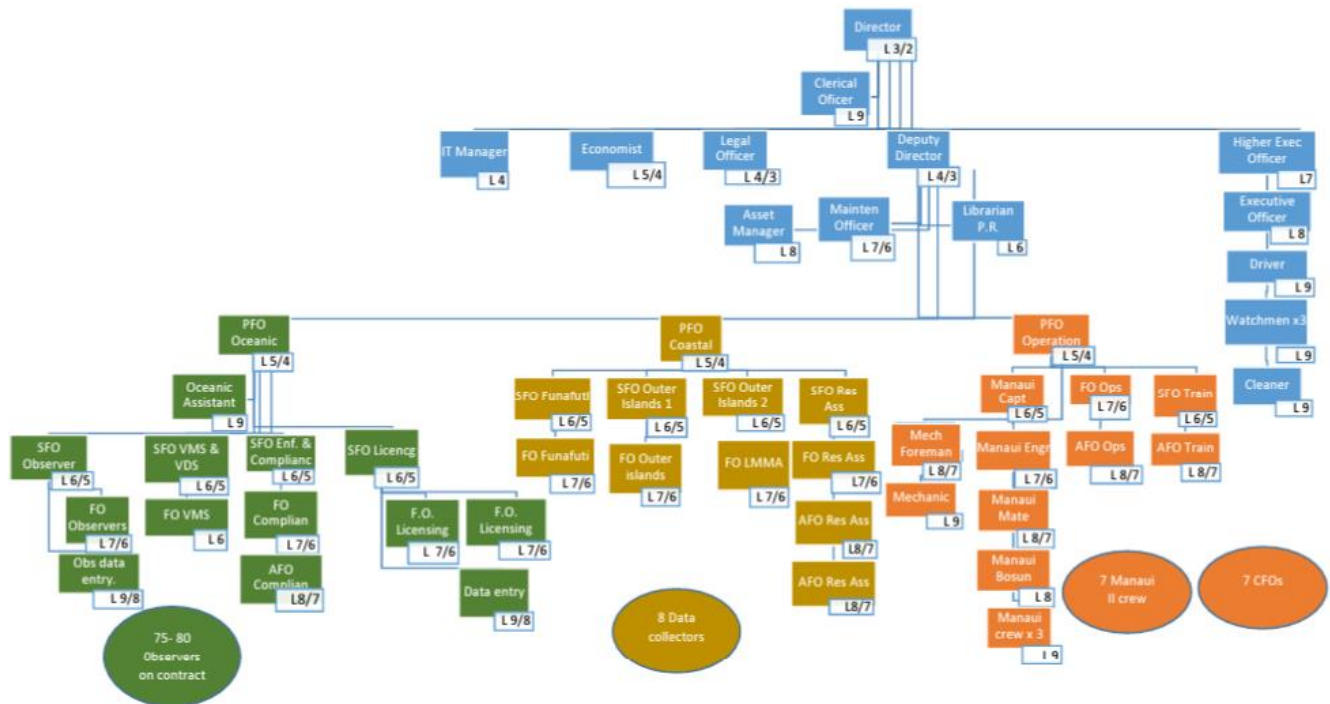 Director
L 3/2
Clerical
Oficer
L 9
IT Manager
L 4
Economist
L 5/4
Legal
Officer
L 4/3
Deputy
Director
L 4/3
Higher Exec
Officer
L7
Asset
Manager
L 8
Mainten
Officer
L 7/6
Librarian
P.R
L 6
Executive
Officer
L 8
Driver
L 9
Watchmen x3
L 9
Cleaner
L 9
PFO
Oceanic
L 5/4
PFO
Coastal
L 5/4
PFO
Operation
L 5/4
Oceanic
Assistant
L 9
SFO
Observer
L 6/5
SFO VMS &
VDS
L 6/5
SFO Enf. &
Complianc
L 6/5
SFO Licencg
L 6/5
FO
Observers
L 7/6
FO VMS
L 6
FO
Complian
L 7/6
F.O.
Licensing
L 7/6
F.O.
Licensing
L 7/6
Obs data
entry.
L 9/8
AFO
Complian
L8/7
Data entry
L 9/8
75- 80
Observers
on contract
SFO Funafuti
L 6/5
SFO Outer
Islands 1
L 6/5
SFO Outer
Islands 2
L 6/5
SFO Res
Ass
L 6/5
FO Funafuti
L 7/6
FO Outer
islands
L 7/6
FO LMMA
L 7/6
FO Res Ass
L7/6
AFO Res Ass
L8/7
AFO Res Ass
L8/7
8 Data
collectors
Manaui
Capt
L 6/5
FO Ops
L 7/6
SFO Train
L 6/5
Mech
Foreman
L 8/7
Manaui Engr
L 7/6
AFO Ops
L 8/7
AFO Train
L 8/7
Mechanic
L 9
Manaui
Mate
L 8/7
Manaui
Bosun
L 8
Manaui
crew x 3
L 9
7 Manaui
II crew
7 CFOs